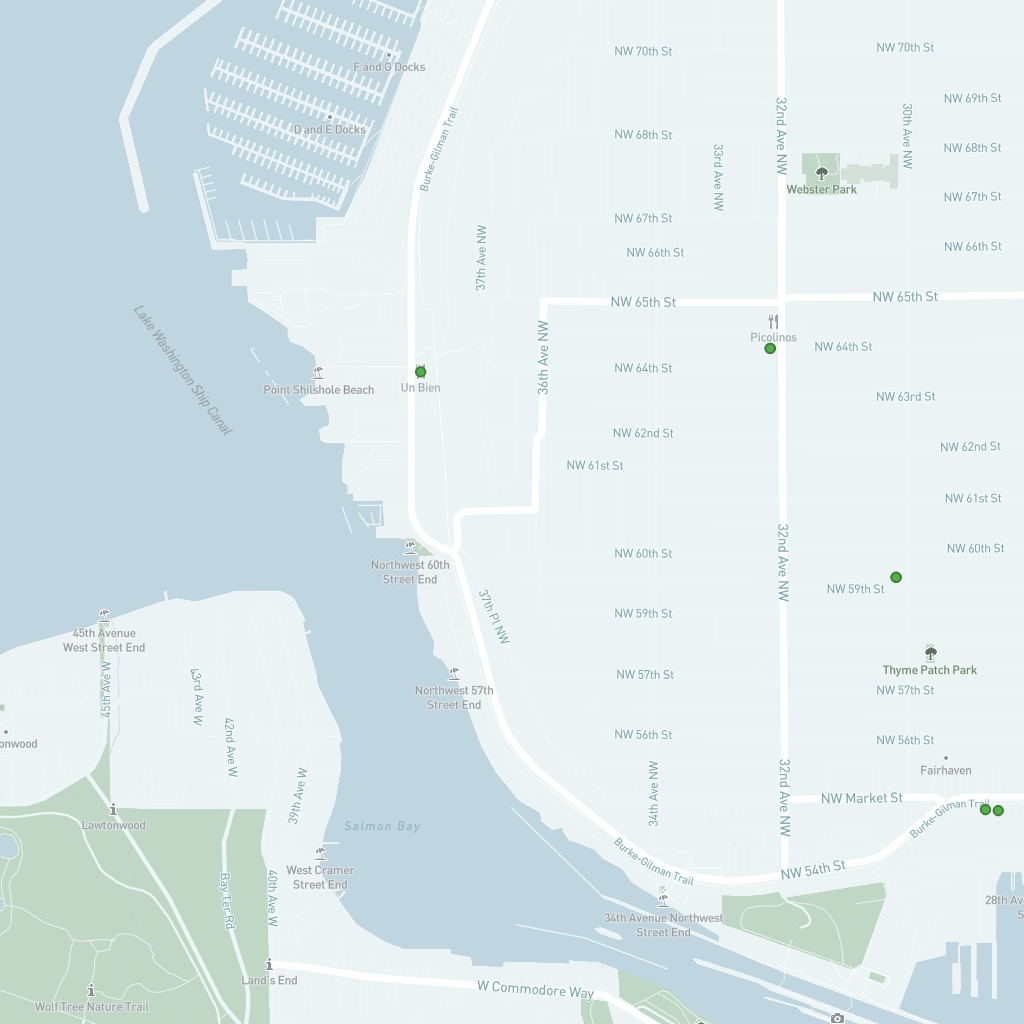 F and G Docks
D and E Docks
Burke-Gilman Trail
NW 70th St
NW 70th St
NW 69th St
30th Ave NW
32nd Ave NW
NW 68th St
NW 68th St
33rd Ave NW
Webster Park
NW 67th St
NW 67th St
37th Ave NW
NW 66th St
NW 66th St
NW 65th St
NW 65th St
Lake Washington Ship Canal
36th Ave NW
Picolinos
NW 64th St
NW 64th St
Point Shilshole Beach
Un Bien
NW 63rd St
NW 62nd St
NW 62nd St
NW 61st St
NW 61st St
32nd Ave NW
NW 60th St
NW 60th St
Northwest 60th
Street End
NW 59th St
NW 59th St
37th Pl NW
45th Avenue
West Street End
45th Ave W
43rd Ave W
42nd Ave W
39th Ave W
Northwest 57th
Street End
NW 57th St
Thyme Patch Park
NW 57th St
NW 56th St
NW 56th St
onwood
Fairhaven
34th Ave NW
32nd Ave NW
NW Market St
Burke-Gilman Trail
Lawtonwood
Salmon Bay
West Cramer
Street End
Burke-Gilman Trail
NW 54th St
Bay Ter Rd
40th Ave W
34th Avenue Northwest
Street End
28th Av
S
Land's End
W Commodore Way
Wolf Tree Nature Trail